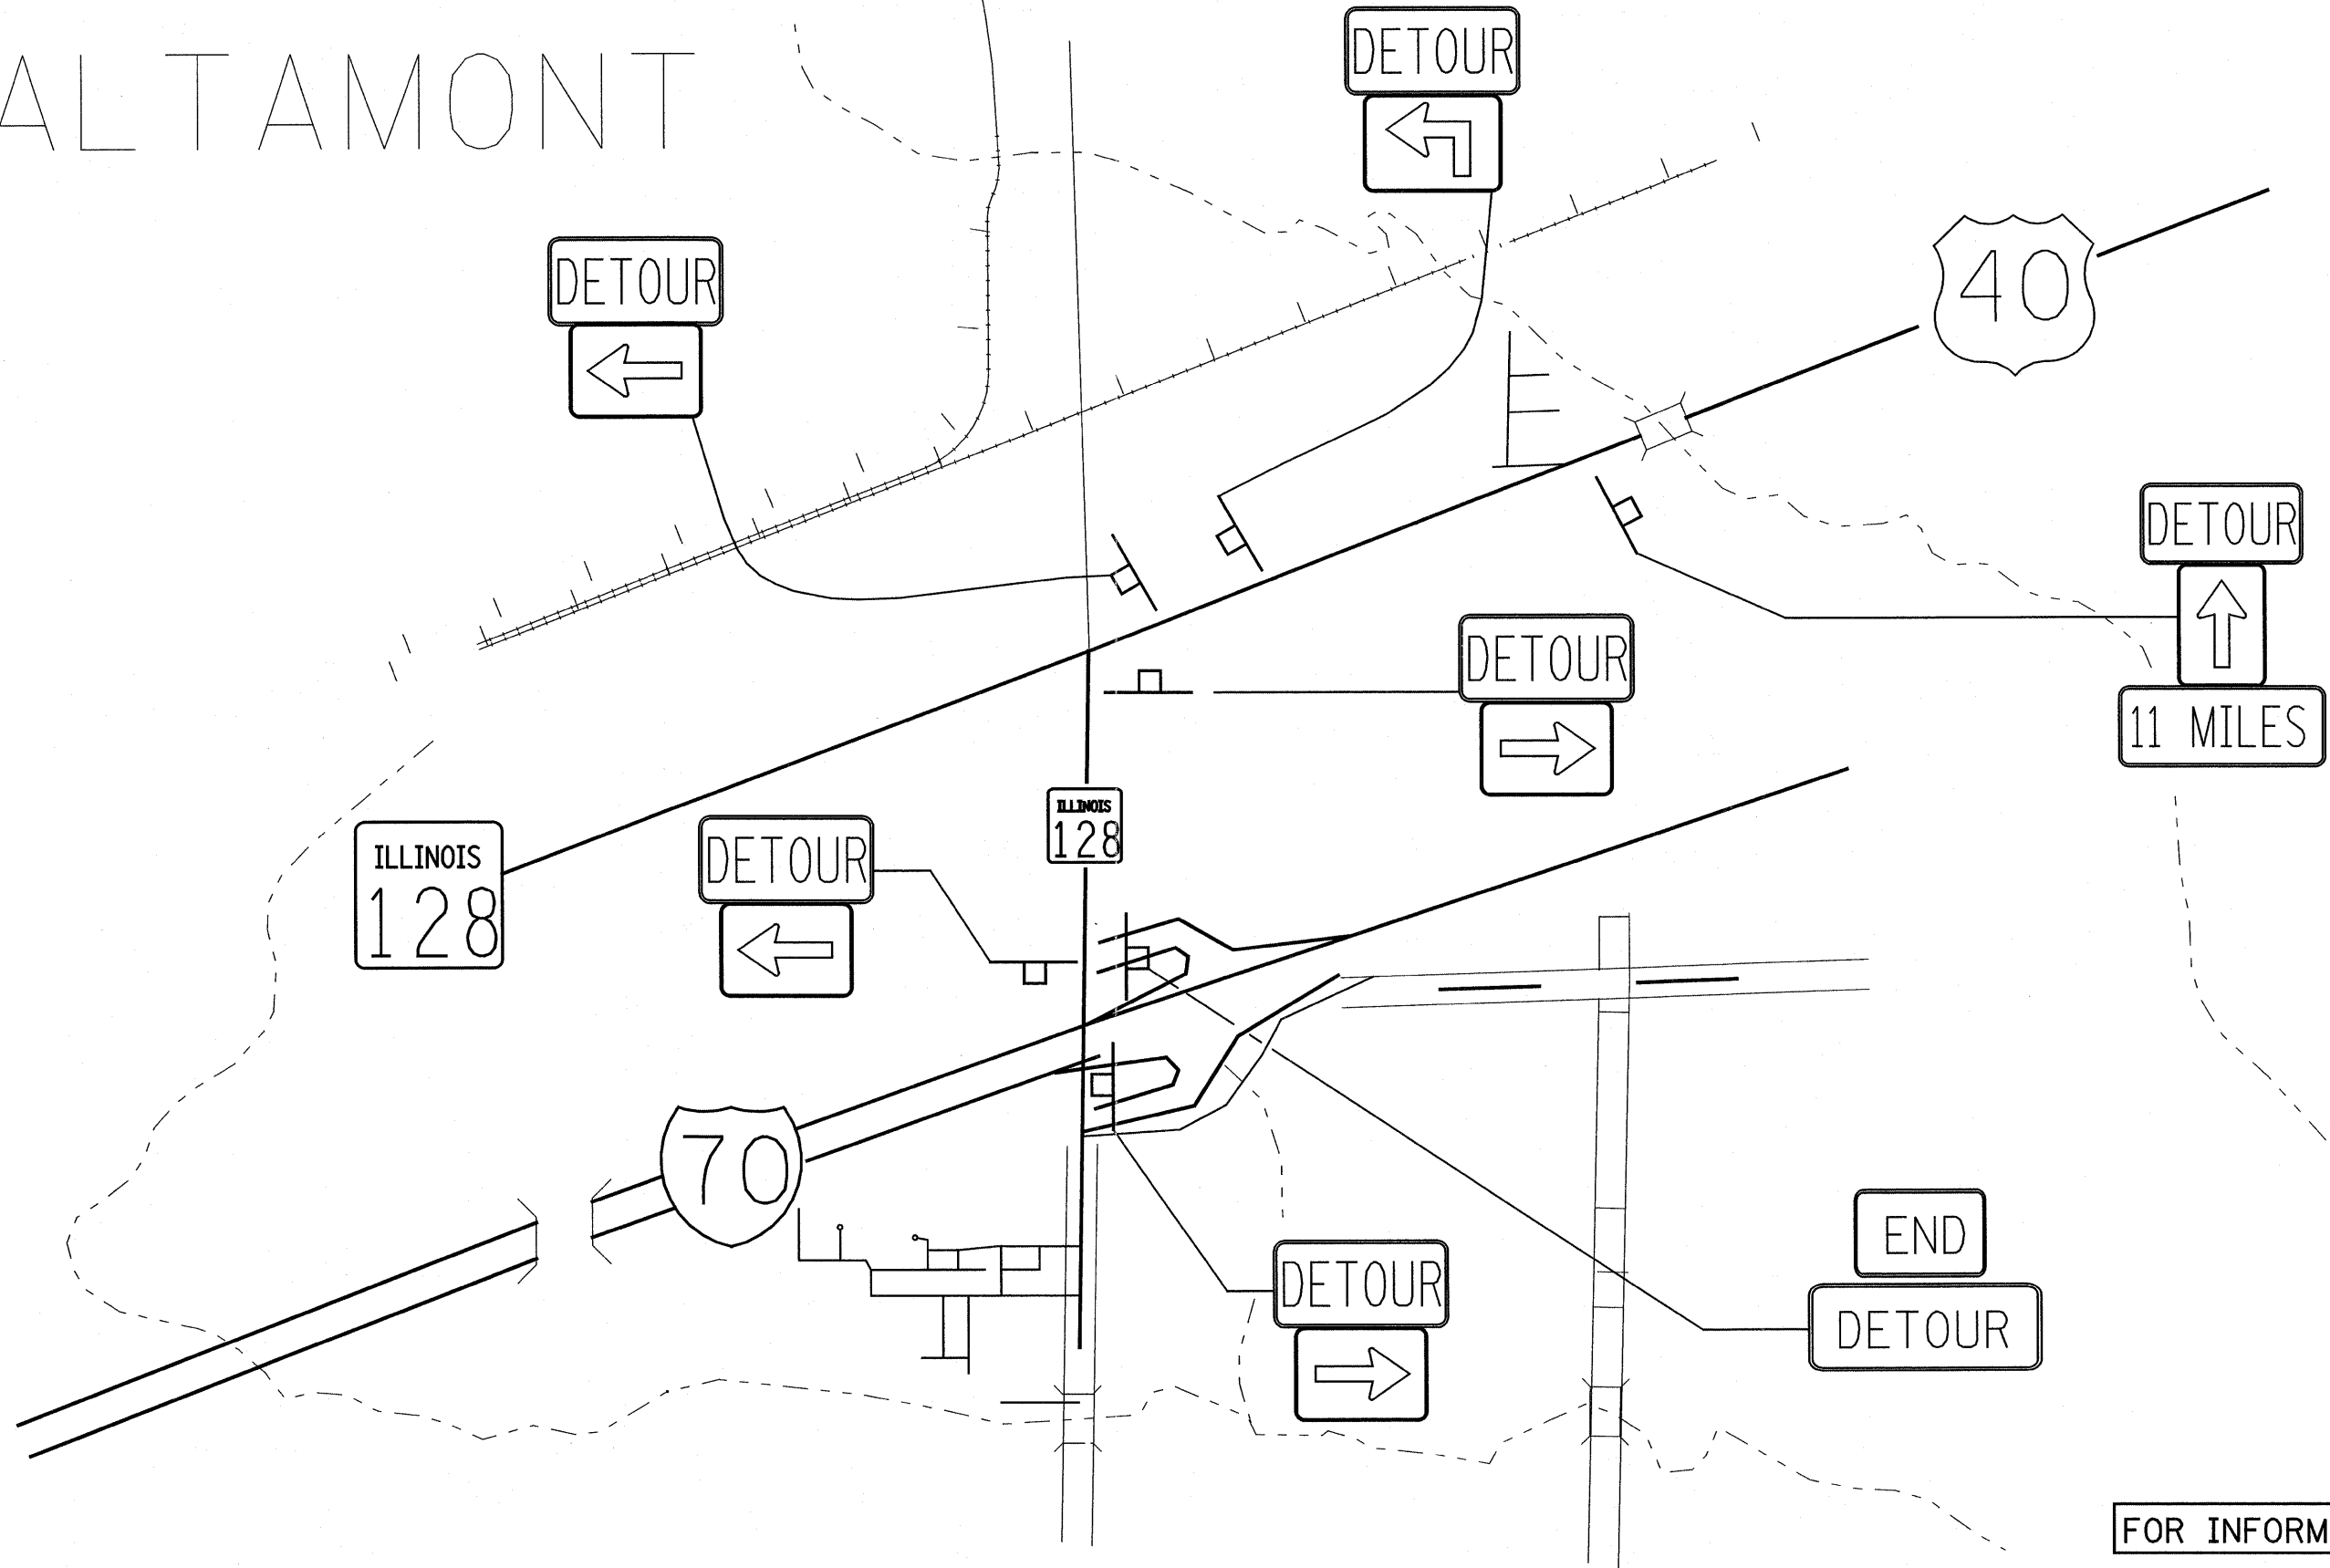 ALTAMONT
DETOUR
DETOUR
40
DETOUR
11 MILES
DETOUR
ILLINOIS
128
ILLINOIS
128
DETOUR
70
END
DETOUR
DETOUR
FOR INFORM